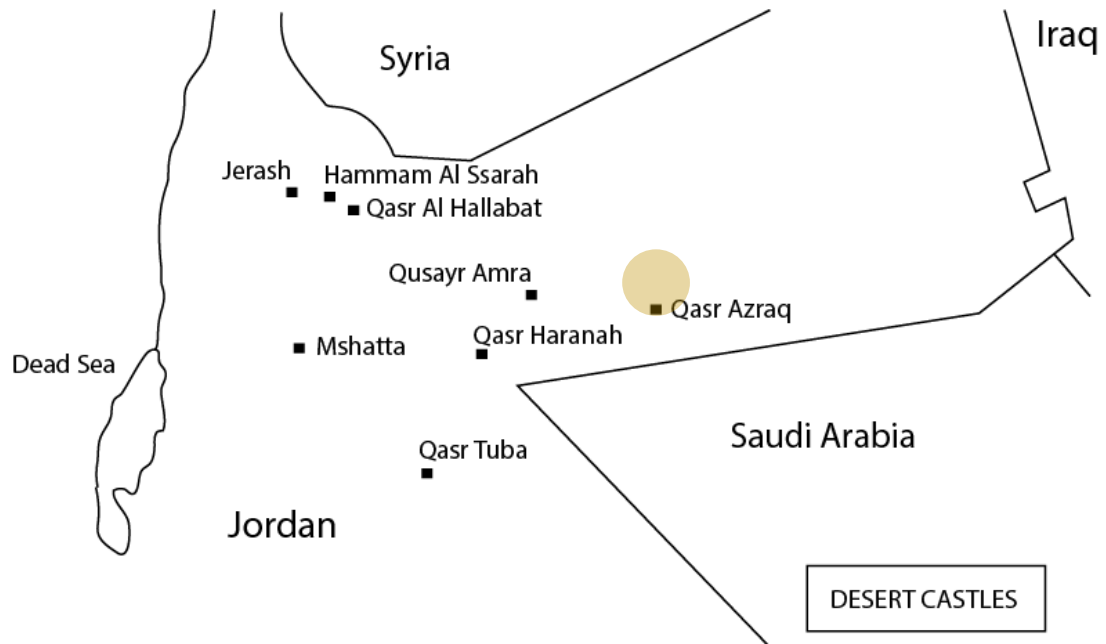 Syria
Iraq
Jerash
Hammam Al Ssarah
Qasr Al Hallabat
Qusayr Amra
Qasr Azraq
Qasr Haranah
Mshatta
Dead Sea
Saudi Arabia
Qasr Tuba
Jordan
DESERT CASTLES